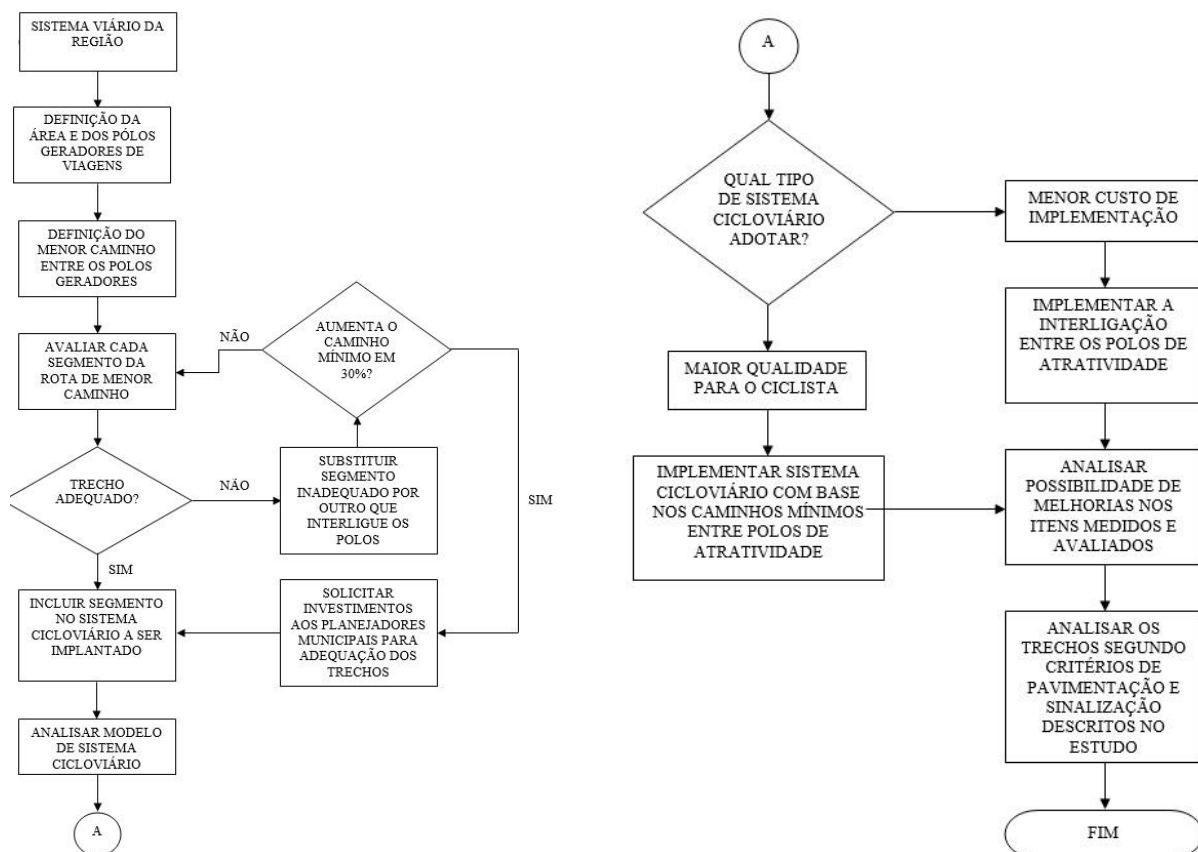 SISTEMA VIÁRIO DA
REGIÃO
DEFINIÇÃO DA
ÁREA E DOS PÓLOS
GERADORES DE
VIAGENS
DEFINIÇÃO DO
MENOR CAMINHO
ENTRE OS POLOS
GERADORES
AVALIAR CADA
SEGMENTO DA
ROTA DE MENOR
CAMINHO
NÃO
AUMENTA O
CAMINHO
MÍNIMO EM
30%?
TRECHO
ADEQUADO?
NÃO
SUBSTITUIR
SEGMENTO
INADEQUADO POR
OUTRO QUE
INTERLIGUE OS
POLOS
SIM
SIM
INCLUIR SEGMENTO
NO SISTEMA
CICLOVIÁRIO A SER
IMPLANTADO
SOLICITAR
INVESTIMENTOS
AOS PLANEJADORES
MUNICIPAIS PARA
ADEQUAÇÃO DOS
TRECHOS
ANALISAR MODELO
DE SISTEMA
CICLOVIÁRIO
A
A
QUAL TIPO
DE SISTEMA
CICLOVIÁRIO
ADOTAR?
MENOR CUSTO DE
IMPLEMENTAÇÃO
IMPLEMENTAR A
INTERLIGAÇÃO
ENTRE OS POLOS DE
ATRATIVIDADE
MAIOR QUALIDADE
PARA O CICLISTA
IMPLEMENTAR SISTEMA
CICLOVIÁRIO COM BASE
NOS CAMINHOS MÍNIMOS
ENTRE POLOS DE
ATRATIVIDADE
ANALISAR
POSSIBILIDADE DE
MELHORIAS NOS
ITENS MEDIDOS E
AVALIADOS
ANALISAR OS
TRECHOS SEGUNDO
CRITÉRIOS DE
PAVIMENTAÇÃO E
SINALIZAÇÃO
DESCRITOS NO
ESTUDO
FIM